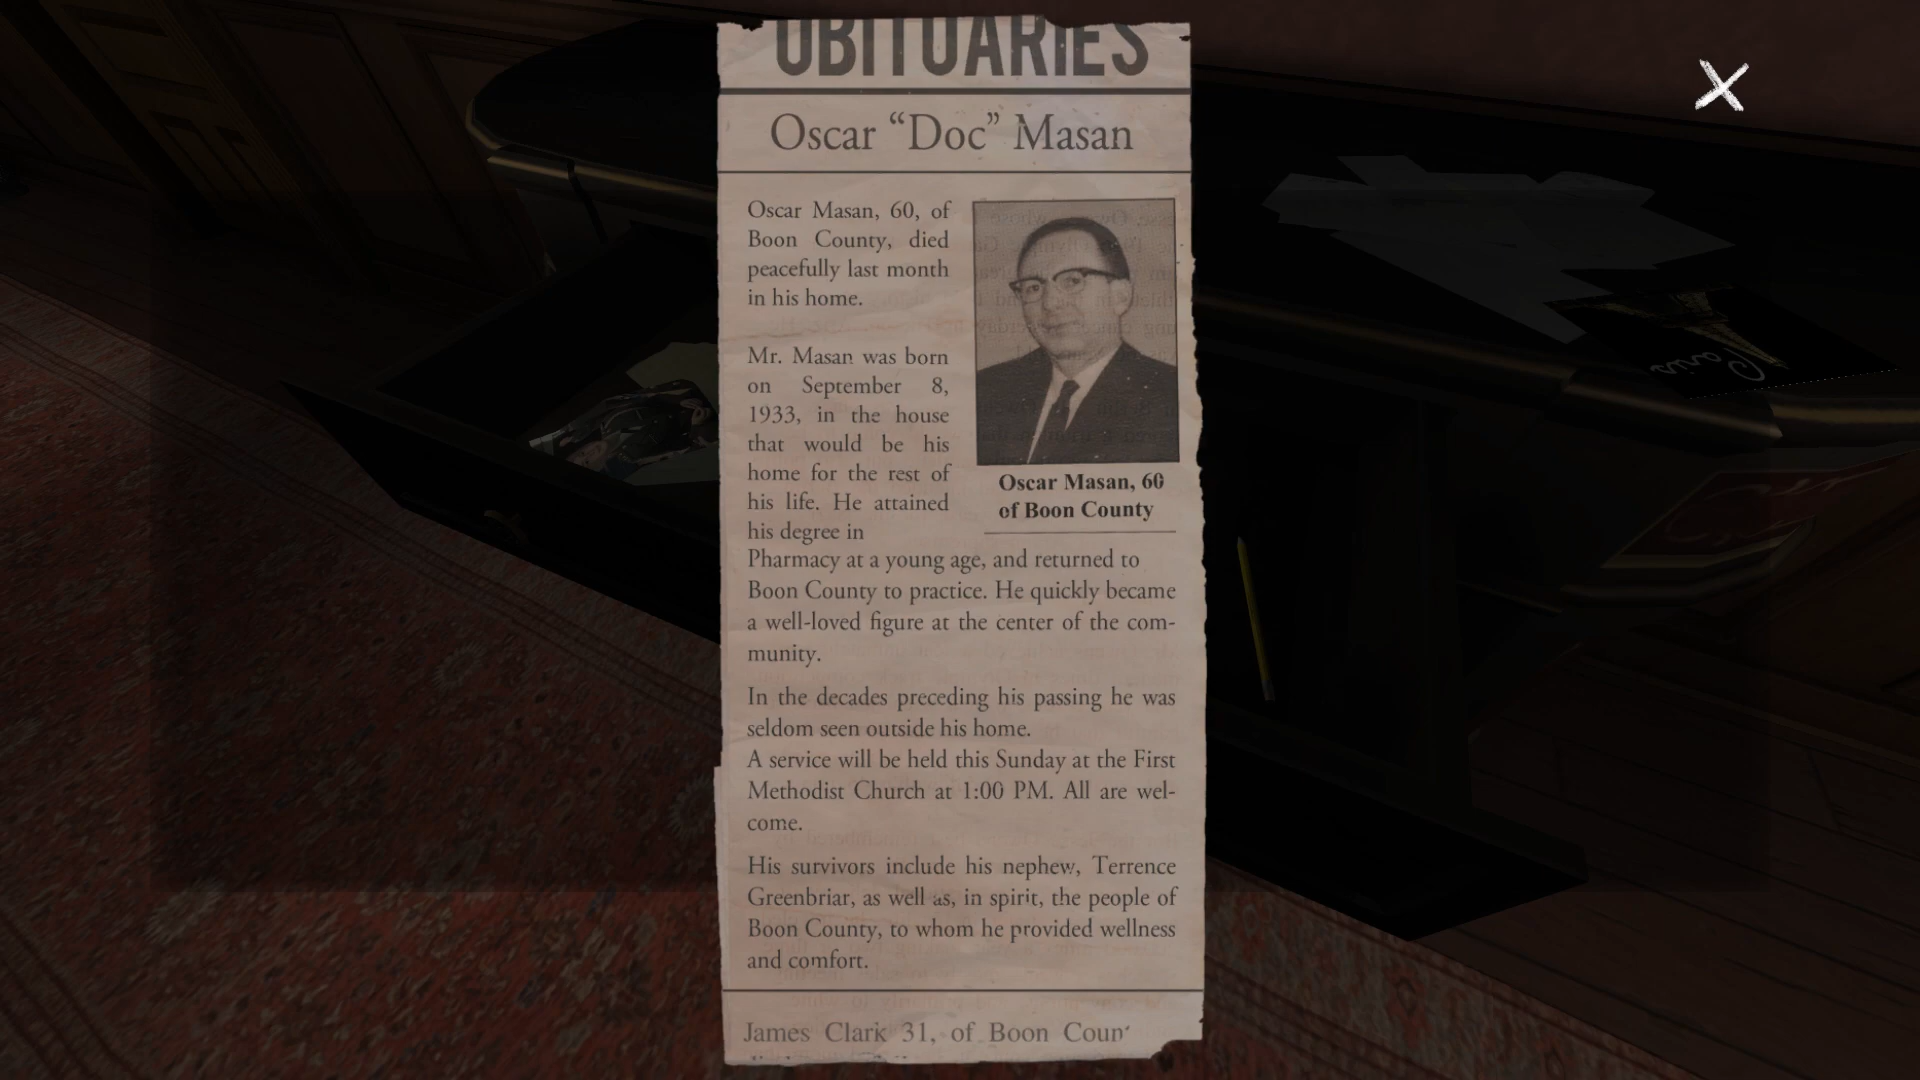 OBITUARIES
Oscar “Doc” Masan
Oscar Masan, 60, of
Boon County, died
peacefully last month
in his home.
Mr. Masan was born
on September 8,
1933, in the house
that would be his
home for the rest of
his life. He attained
his degree in
Oscar Masan, 60
of Boon County
Pharmacy at a young age, and returned to
Boon County to practice. He quickly became
a well-loved figure at the center of the com-
munity.
In the decades preceding his passing he was
seldom seen outside his home.
A service will be held this Sunday at the First
Methodist Church at 1:00 PM. All are wel-
come.
His survivors include his nephew, Terrence
Greenbriar, as well as, in spirit, the people of
Boon County, to whom he provided wellness
and comfort.
James Clark 31, of Boon Coun
Paris